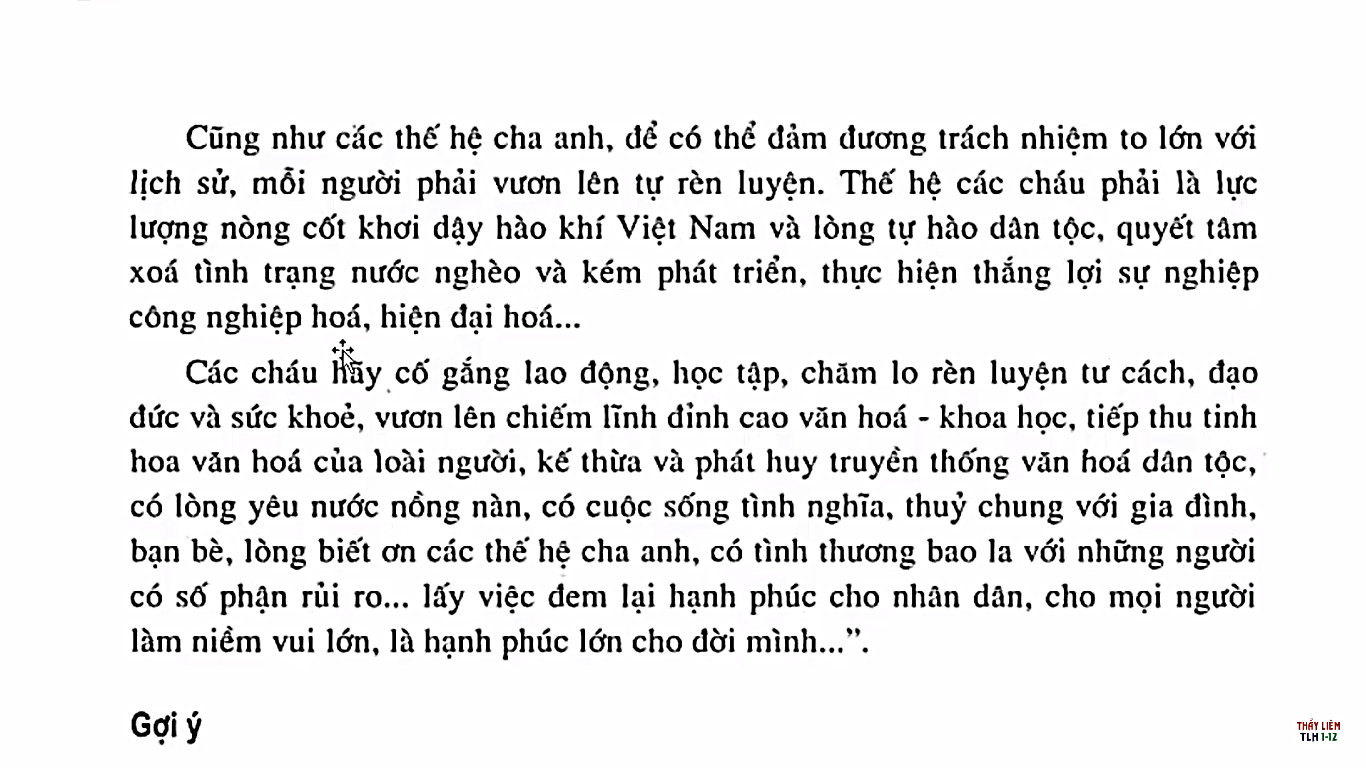 Cũng như các thế hệ cha anh, để có thể đảm đương trách nhiệm to lớn với
lịch sử, mỗi người phải vươn lên tự rèn luyện. Thế hệ các cháu phải là lực
lượng nòng cốt khơi dậy hào khí Việt Nam và lòng tự hào dân tộc, quyết tâm
xoá tình trạng nước nghèo và kém phát triển, thực hiện thắng lợi sự nghiệp
công nghiệp hoá, hiện đại hoá...
Các cháu hãy cố gắng lao động, học tập, chăm lo rèn luyện tư cách, đạo
đức và sức khoẻ, vươn lên chiếm lĩnh đỉnh cao văn hoá - khoa học, tiếp thu tinh
hoa văn hoá của loài người, kế thừa và phát huy truyền thống văn hoá dân tộc,
có lòng yêu nước nồng nàn, có cuộc sống tình nghĩa, thuỷ chung với gia đình,
bạn bè, lòng biết ơn các thế hệ cha anh, có tình thương bao la với những người
có số phận rủi ro... lấy việc đem lại hạnh phúc cho nhân dân, cho mọi người
làm niềm vui lớn, là hạnh phúc lớn cho đời mình...”.
Gợi ý
THẦY LIÊM
TLH 1-12